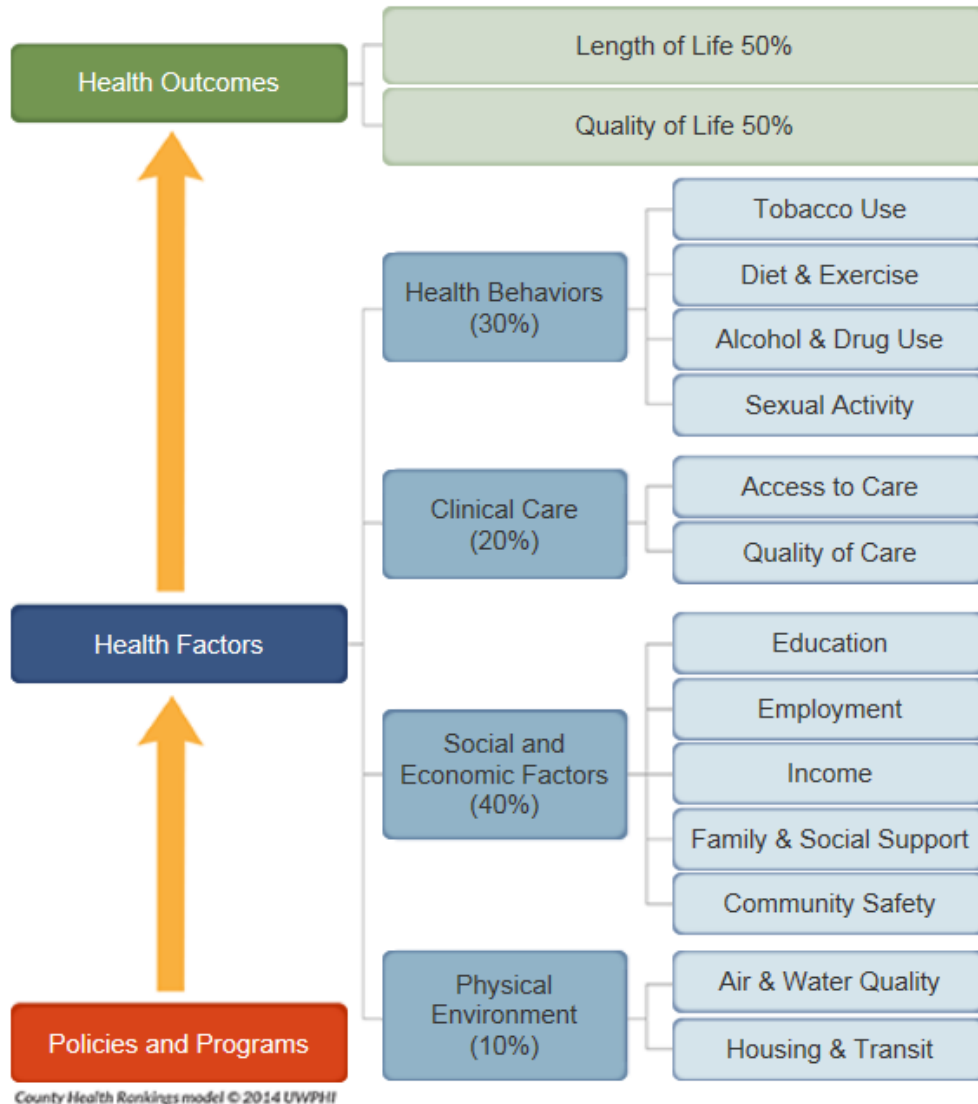 Health Outcomes
Length of Life 50%
Quality of Life 50%
Health Factors
Health Behaviors
(30%)
Tobacco Use
Diet & Exercise
Alcohol & Drug Use
Sexual Activity
Clinical Care
(20%)
Access to Care
Quality of Care
Social and
Economic Factors
(40%)
Education
Employment
Income
Family & Social Support
Community Safety
Physical
Environment
(10%)
Air & Water Quality
Housing & Transit
Policies and Programs
County Health Rankings model © 2014 UWPHI